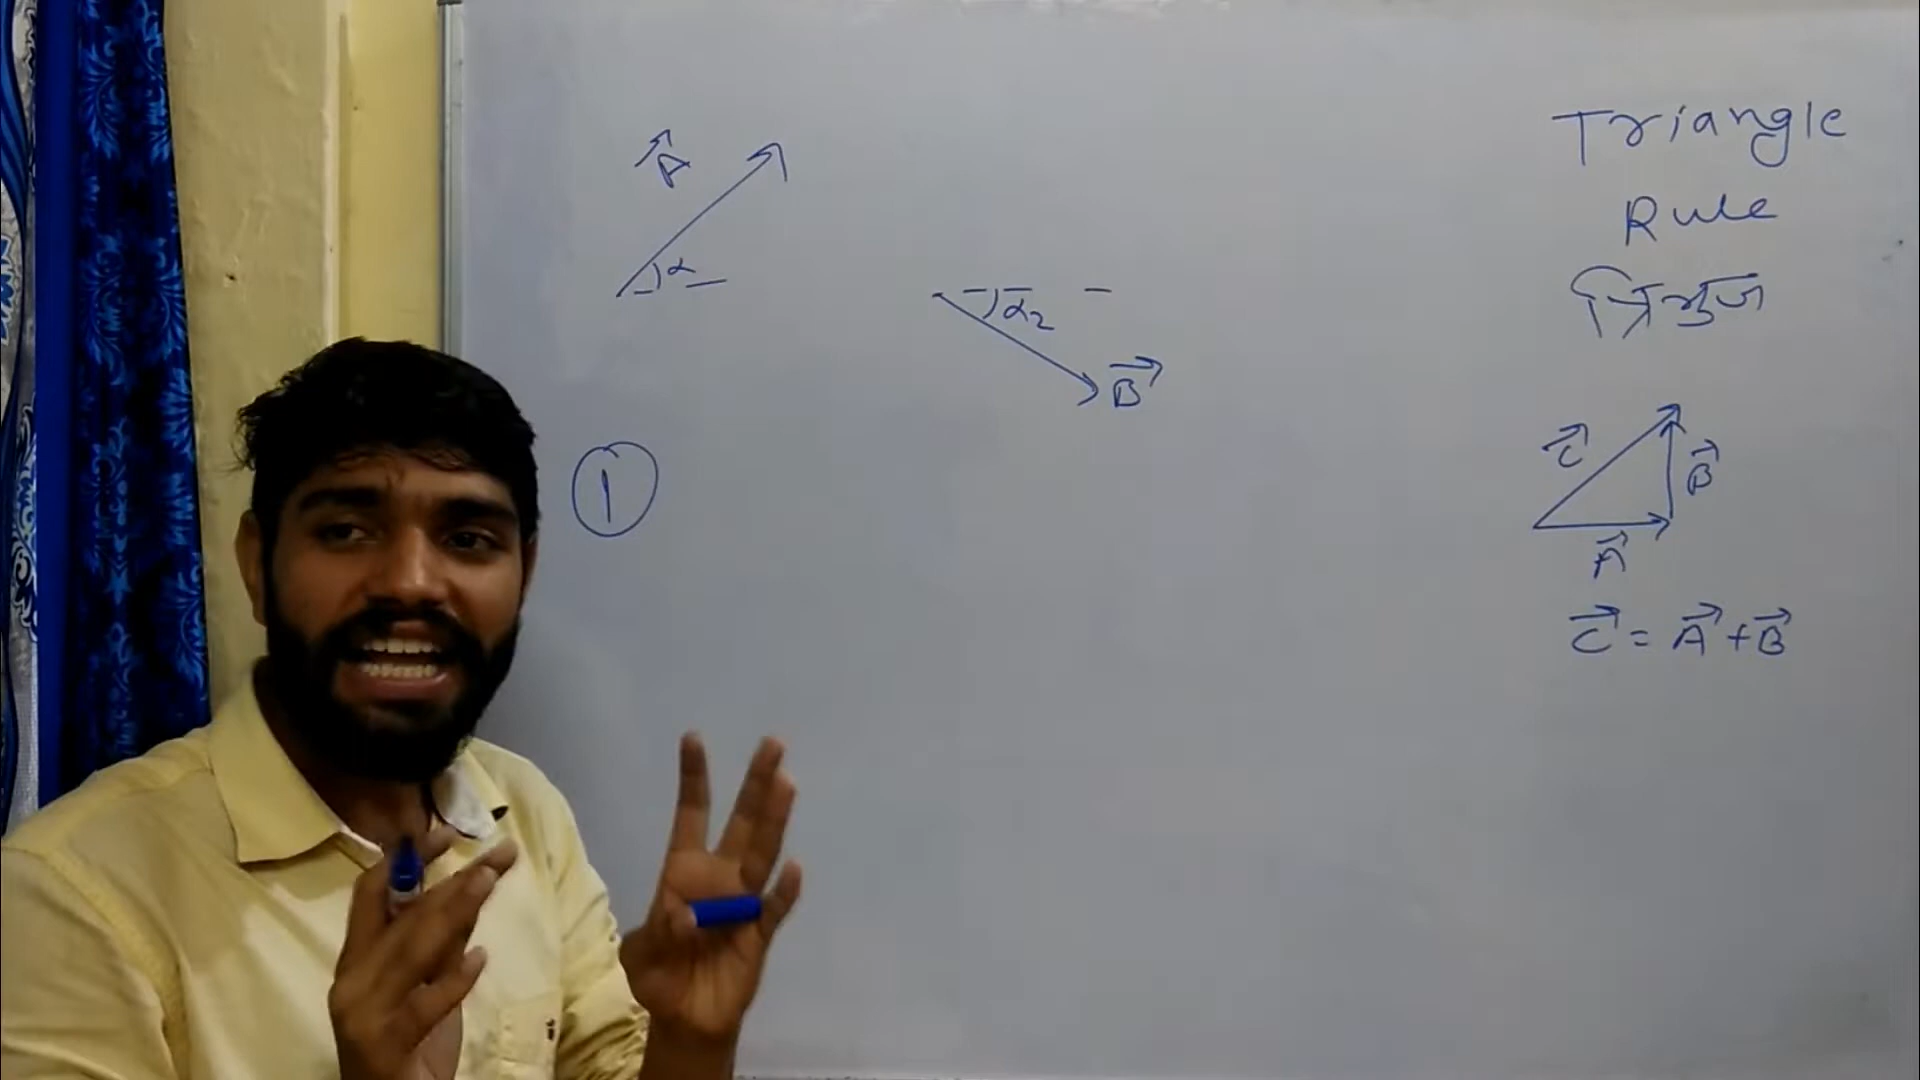 A⃗
α
α₂
B⃗
1
Triangle
Rule
त्रिभुज
C⃗
B⃗
A⃗
C⃗ = A⃗ + B⃗